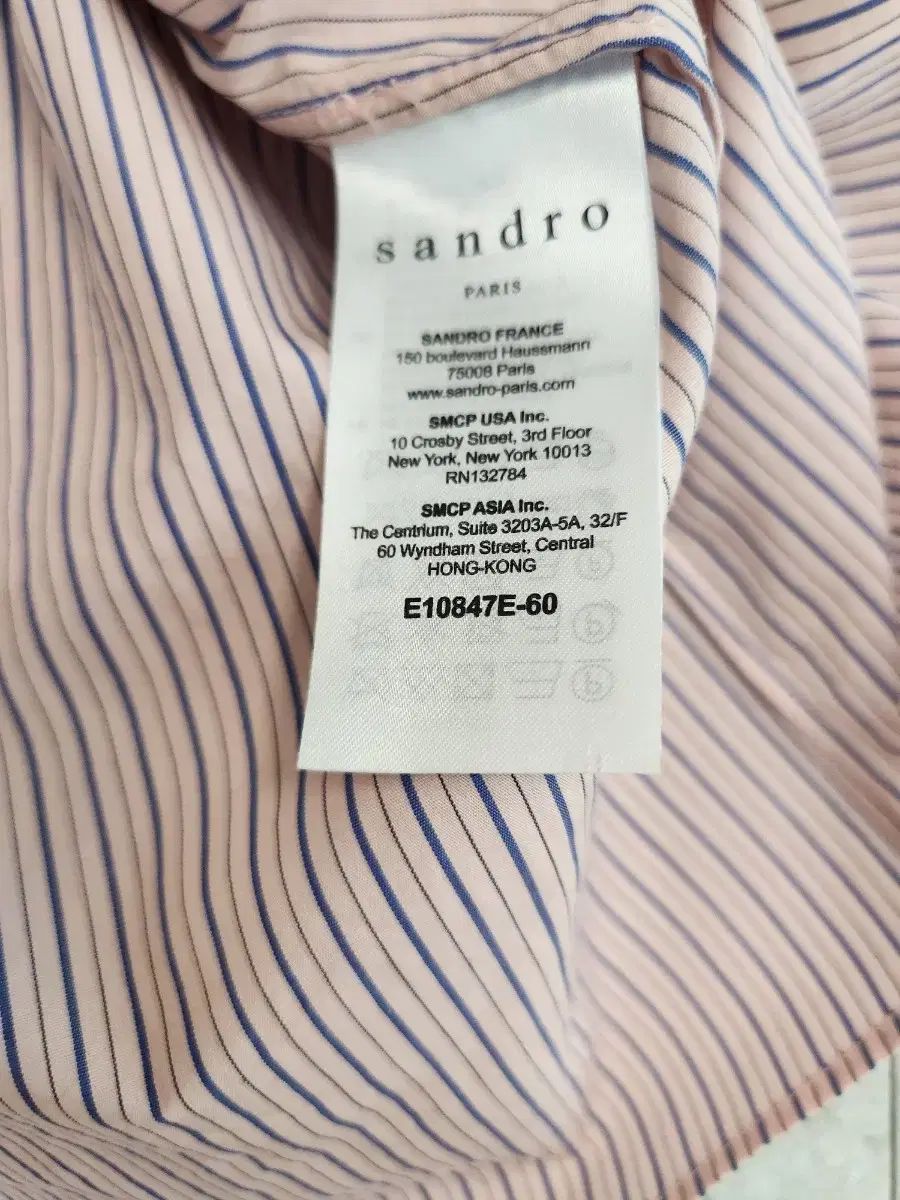 sandro
PARIS
SANDRO FRANCE
150 boulevard Haussmann
75008 Paris
www.sandro-paris.com
SMCP USA Inc.
10 Crosby Street, 3rd Floor
New York, New York 10013
RN132784
SMCP ASIA Inc.
The Centrium, Suite 3203A-5A, 32/F
60 Wyndham Street, Central
HONG-KONG
E10847E-60